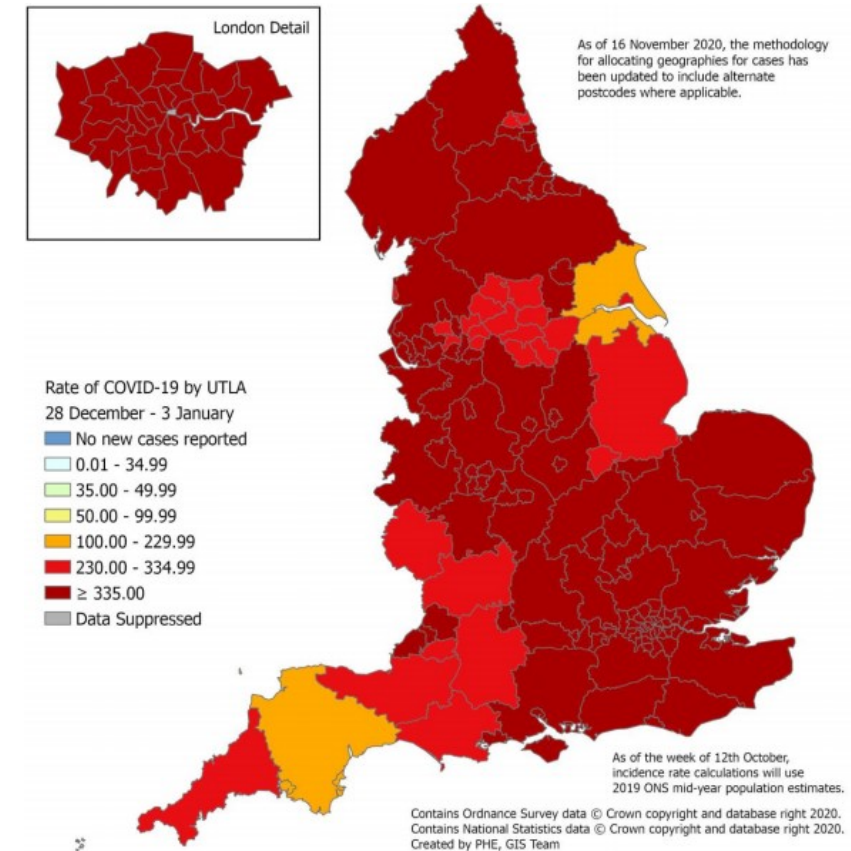 London Detail
As of 16 November 2020, the methodology
for allocating geographies for cases has
been updated to include alternate
postcodes where applicable.
Rate of COVID-19 by UTLA
28 December - 3 January
No new cases reported
0.01 - 34.99
35.00 - 49.99
50.00 - 99.99
100.00 - 229.99
230.00 - 334.99
≥ 335.00
Data Suppressed
As of the week of 12th October,
incidence rate calculations will use
2019 ONS mid-year population estimates.
Contains Ordnance Survey data © Crown copyright and database right 2020.
Contains National Statistics data © Crown copyright and database right 2020.
Created by PHE, GIS Team